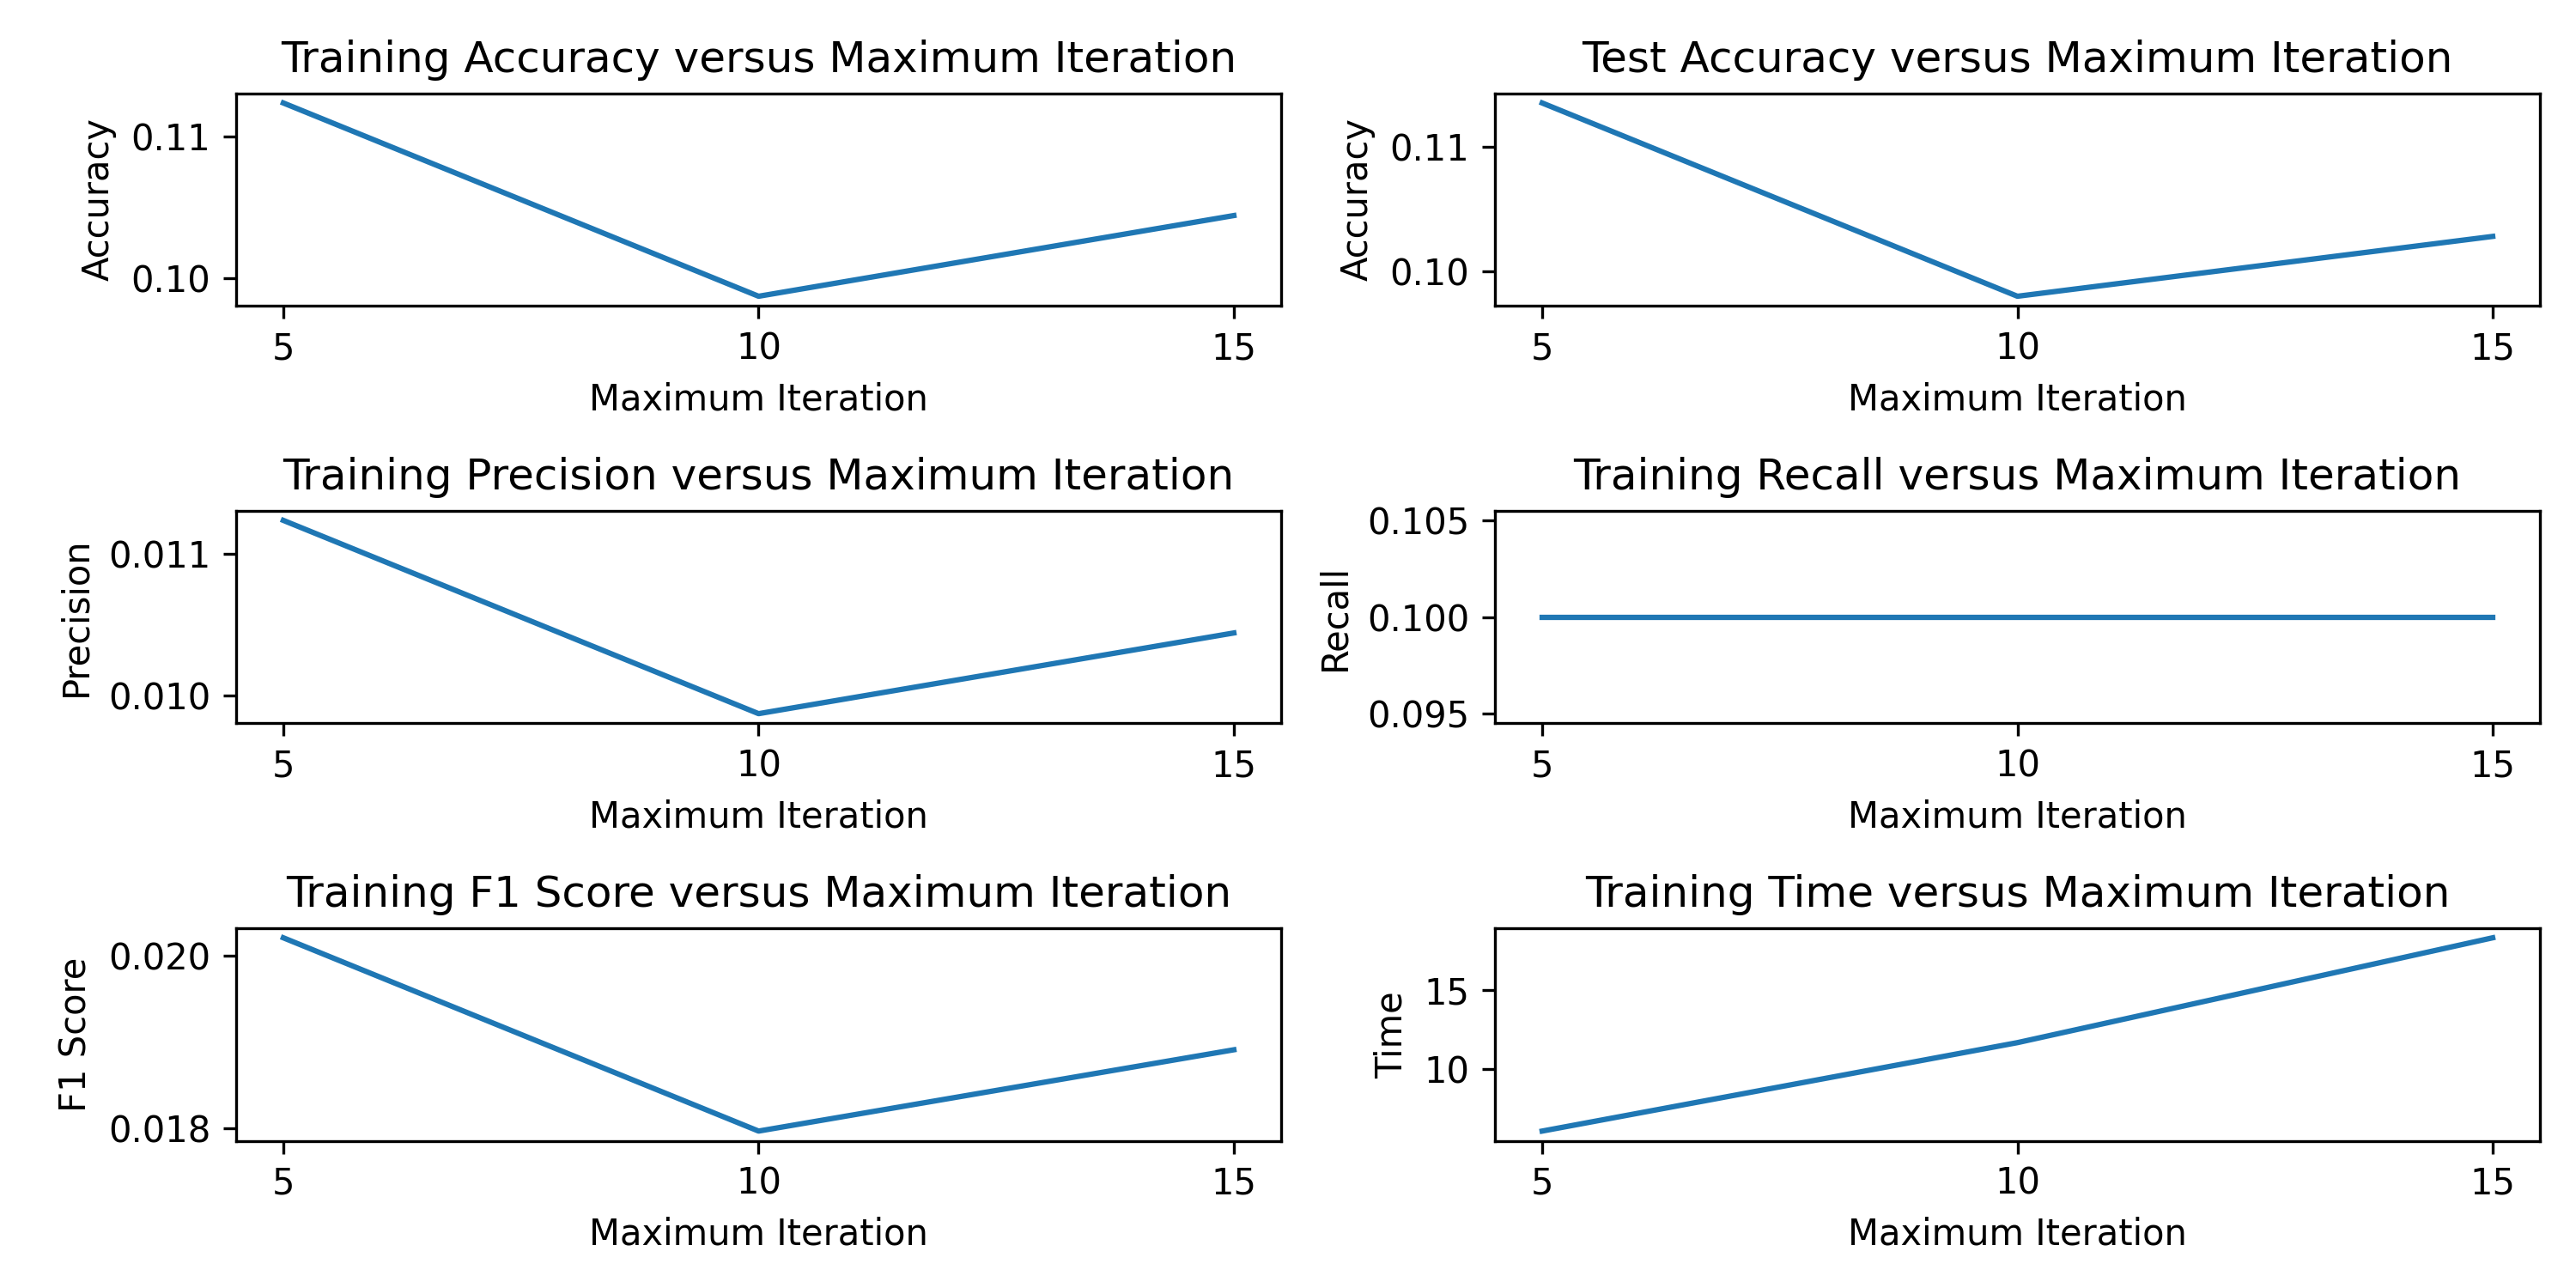 Training Accuracy versus Maximum Iteration
Accuracy
0.11
0.10
5 10 15
Maximum Iteration
Test Accuracy versus Maximum Iteration
Accuracy
0.11
0.10
5 10 15
Maximum Iteration
Training Precision versus Maximum Iteration
Precision
0.011
0.010
5 10 15
Maximum Iteration
Training Recall versus Maximum Iteration
Recall
0.105
0.100
0.095
5 10 15
Maximum Iteration
Training F1 Score versus Maximum Iteration
F1 Score
0.020
0.018
5 10 15
Maximum Iteration
Training Time versus Maximum Iteration
Time
15
10
5 10 15
Maximum Iteration